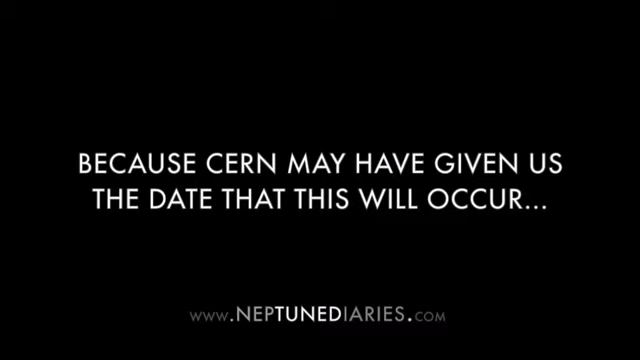 BECAUSE CERN MAY HAVE GIVEN US
THE DATE THAT THIS WILL OCCUR...
WWW.NEPTUNEDIARIES.COM